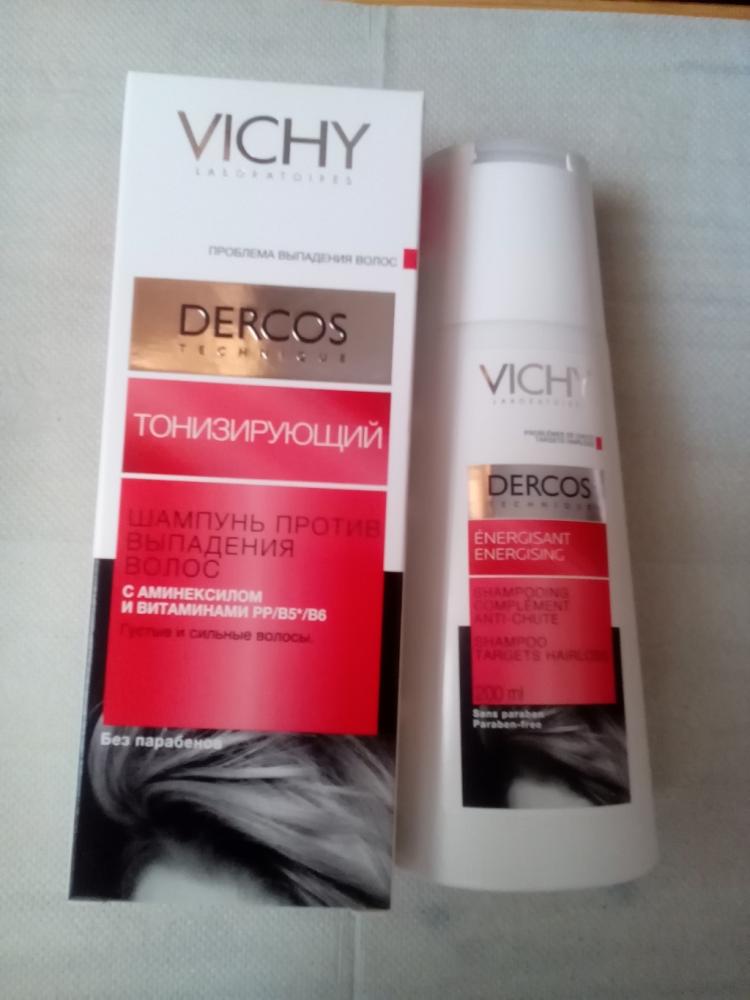 VICHY
LABORATOIRES
ПРОБЛЕМА ВЫПАДЕНИЯ ВОЛОС
DERCOS
TECHNIQUE
ТОНИЗИРУЮЩИЙ
ШАМПУНЬ ПРОТИВ
ВЫПАДЕНИЯ
ВОЛОС
С АМИНЕКСИЛОМ
И ВИТАМИНАМИ PP/B5*/B6
Густые и сильные волосы.
Без парабенов
VICHY
LABORATOIRES
TARGETS HAIRLOSS
DERCOS
TECHNIQUE
ÉNERGISANT
ENERGISING
SHAMPOOING
COMPLÉMENT
ANTI-CHUTE
SHAMPOO
TARGETS HAIRLOSS
200 ml
Sans paraben
Paraben-free